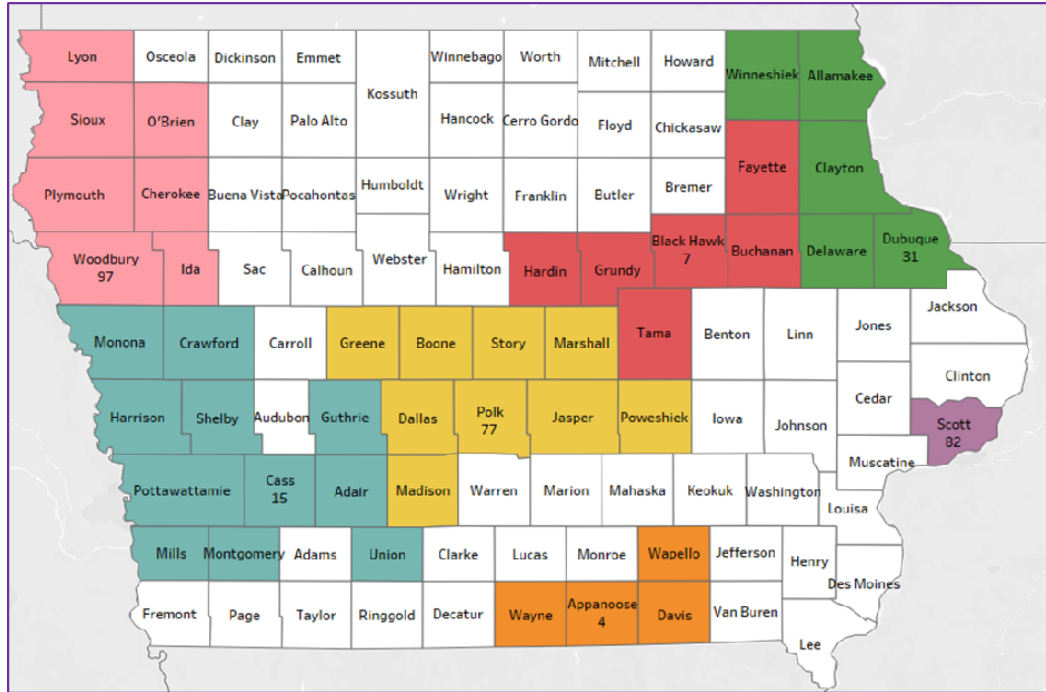 Lyon
Osceola
Dickinson
Emmet
Kossuth
Winnebago
Worth
Mitchell
Howard
Winneshiek
Allamakee
Sioux
O'Brien
Clay
Palo Alto
Hancock
Cerro Gordo
Floyd
Chickasaw
Fayette
Clayton
Plymouth
Cherokee
Buena Vista
Pocahontas
Humboldt
Wright
Franklin
Butler
Bremer
Woodbury
97
Ida
Sac
Calhoun
Webster
Hamilton
Hardin
Grundy
Black Hawk
7
Buchanan
Delaware
Dubuque
31
Monona
Crawford
Carroll
Greene
Boone
Story
Marshall
Tama
Benton
Linn
Jones
Jackson
Clinton
Harrison
Shelby
Audubon
Guthrie
Dallas
Polk
77
Jasper
Poweshiek
Iowa
Johnson
Cedar
Scott
82
Muscatine
Pottawattamie
Cass
15
Adair
Madison
Warren
Marion
Mahaska
Keokuk
Washington
Louisa
Mills
Montgomery
Adams
Union
Clarke
Lucas
Monroe
Wapello
Jefferson
Henry
Des Moines
Fremont
Page
Taylor
Ringgold
Decatur
Wayne
Appanoose
4
Davis
Van Buren
Lee